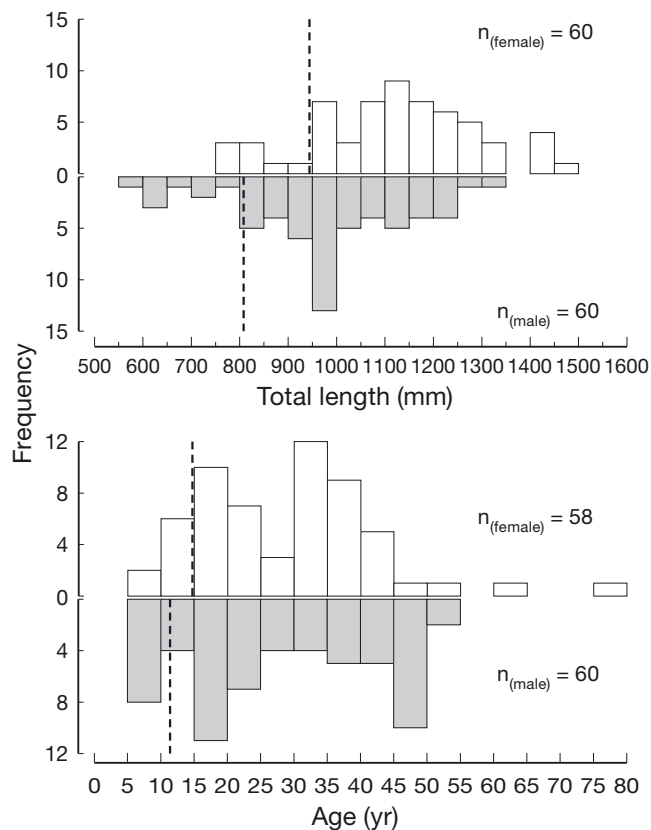 15
n(female) = 60
10
5
0
5
10
n(male) = 60
15
500 600 700 800 900 1000 1100 1200 1300 1400 1500 1600
Total length (mm)
Frequency
12
8
n(female) = 58
4
0
4
n(male) = 60
8
12
0 5 10 15 20 25 30 35 40 45 50 55 60 65 70 75 80
Age (yr)